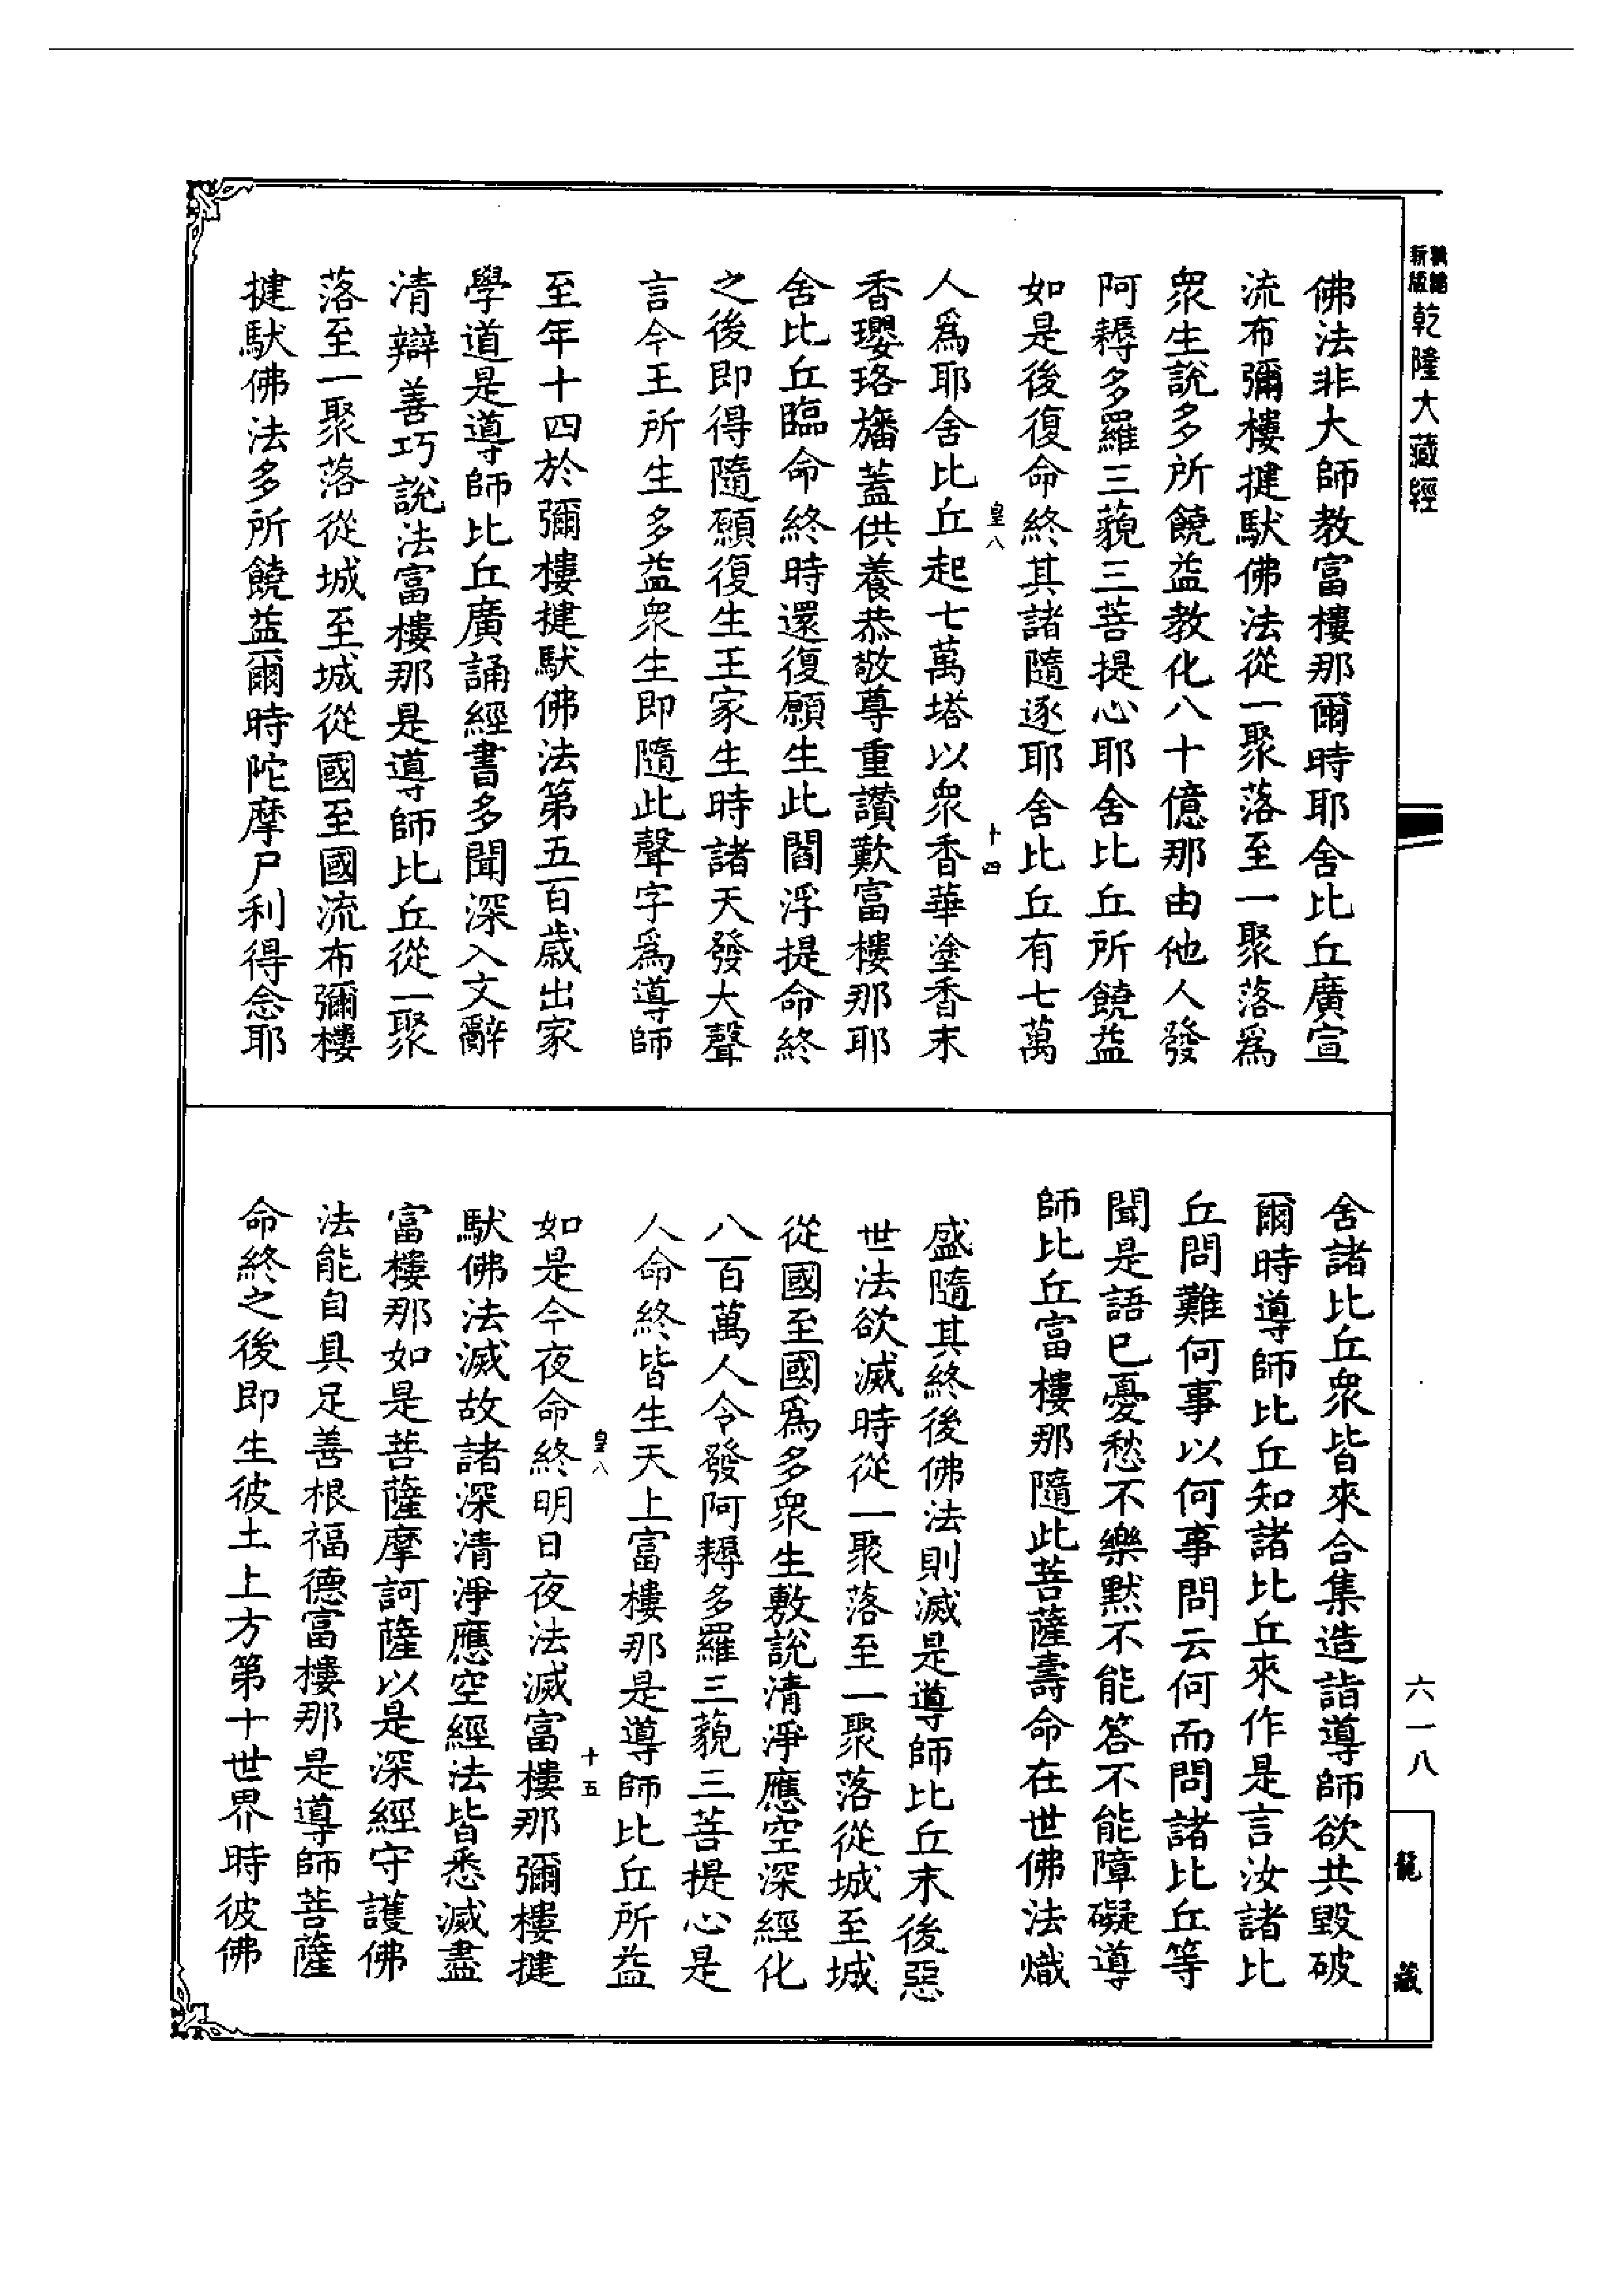 新版
乾隆大藏經
佛法非大師教富樓那爾時耶舍比丘廣宣
流布彌樓揵馱佛法從一聚落至一聚落爲
衆生說多所饒益教化八十億那由他人發
阿耨多羅三藐三菩提心耶舍比丘所饒益
如是後復命終其諸隨逐耶舍比丘有七萬
皇八
十四
人爲耶舍比丘起七萬塔以衆香華塗香末
香瓔珞旛蓋供養恭敬尊重讚歎富樓那耶
舍比丘臨命終時還復願生此閻浮提命終
之後即得隨願復生王家生時諸天發大聲
言今王所生多益衆生即隨此聲字爲導師
至年十四於彌樓揵馱佛法第五百歲出家
學道是導師比丘廣誦經書多聞深入文辭
清辯善巧說法富樓那是導師比丘從一聚
落至一聚落從城至城從國至國流布彌樓
揵馱佛法多所饒益爾時陀摩尸利得念耶
舍諸比丘衆皆來合集造詣導師欲共毀破
爾時導師比丘知諸比丘來作是言汝諸比
丘問難何事以何事問云何而問諸比丘等
聞是語已憂愁不樂默不能答不能障礙導
師比丘富樓那隨此菩薩壽命在世佛法熾
盛隨其終後佛法則滅是導師比丘末後惡
世法欲滅時從一聚落至一聚落從城至城
從國至國爲多衆生敷說清淨應空深經化
八百萬人令發阿耨多羅三藐三菩提心是
人命終皆生天上富樓那是導師比丘所益
皇八
十五
如是今夜命終明日夜法滅富樓那彌樓揵
馱佛法滅故諸深清淨應空經法皆悉滅盡
富樓那如是菩薩摩訶薩以是深經守護佛
法能自具足善根福德富樓那是導師菩薩
命終之後即生彼土上方第十世界時彼佛
六一八
龍藏